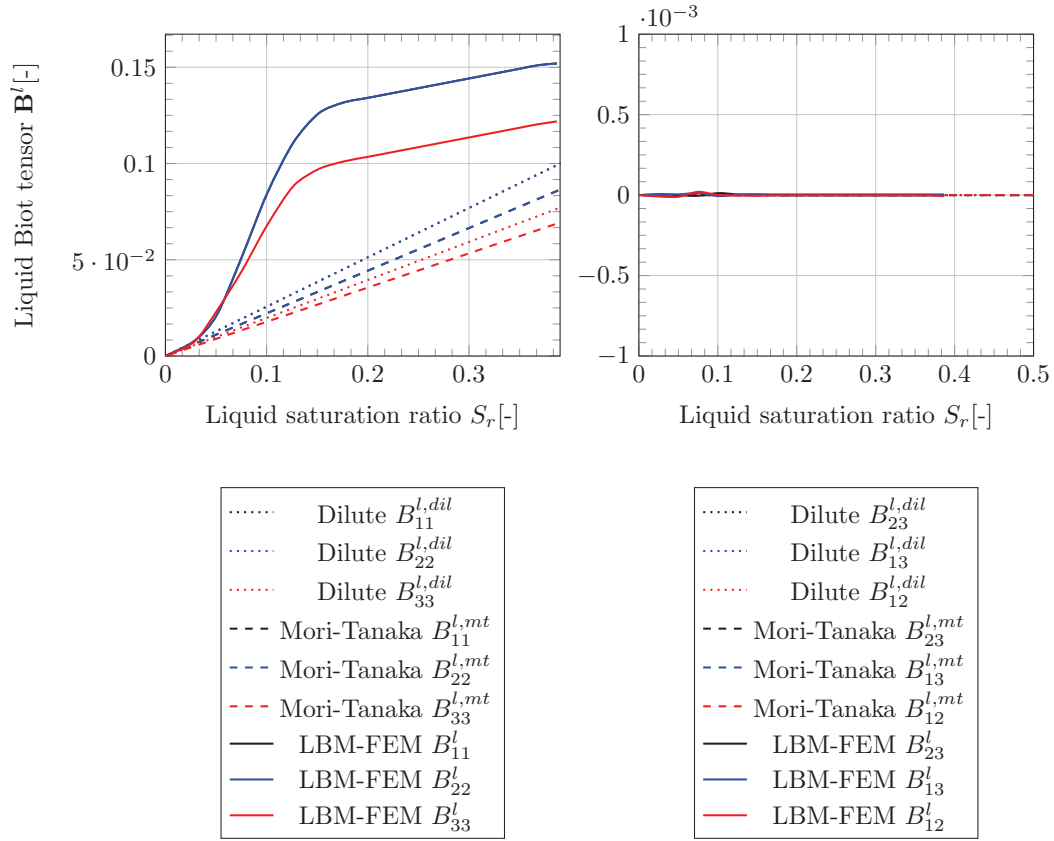 Liquid Biot tensor B^l[-]
0.15
0.1
5 · 10^−2
0
0 0.1 0.2 0.3
Liquid saturation ratio S_r[-]
·10^−3
1
0.5
0
−0.5
−1
0 0.1 0.2 0.3 0.4 0.5
Liquid saturation ratio S_r[-]
Dilute B_11^{l,dil}
Dilute B_22^{l,dil}
Dilute B_33^{l,dil}
Mori-Tanaka B_11^{l,mt}
Mori-Tanaka B_22^{l,mt}
Mori-Tanaka B_33^{l,mt}
LBM-FEM B_11^l
LBM-FEM B_22^l
LBM-FEM B_33^l
Dilute B_23^{l,dil}
Dilute B_13^{l,dil}
Dilute B_12^{l,dil}
Mori-Tanaka B_23^{l,mt}
Mori-Tanaka B_13^{l,mt}
Mori-Tanaka B_12^{l,mt}
LBM-FEM B_23^l
LBM-FEM B_13^l
LBM-FEM B_12^l